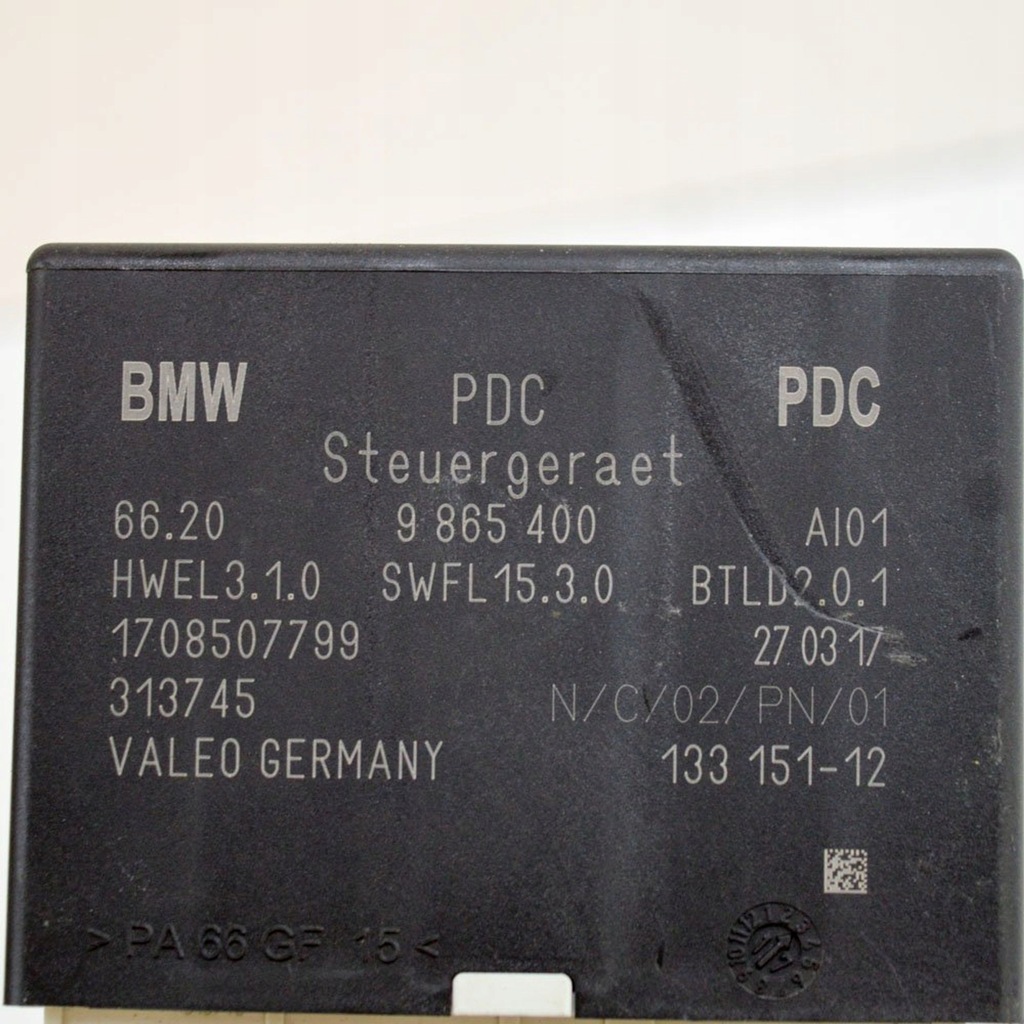 BMW PDC PDC
Steuergeraet
66.20 9 865 400 AI01
HWEL3.1.0 SWFL15.3.0 BTLD2.0.1
1708507799 27.03.17
313745 N/C/02/PN/01
VALEO GERMANY 133 151-12
>PA 66 GF 15<